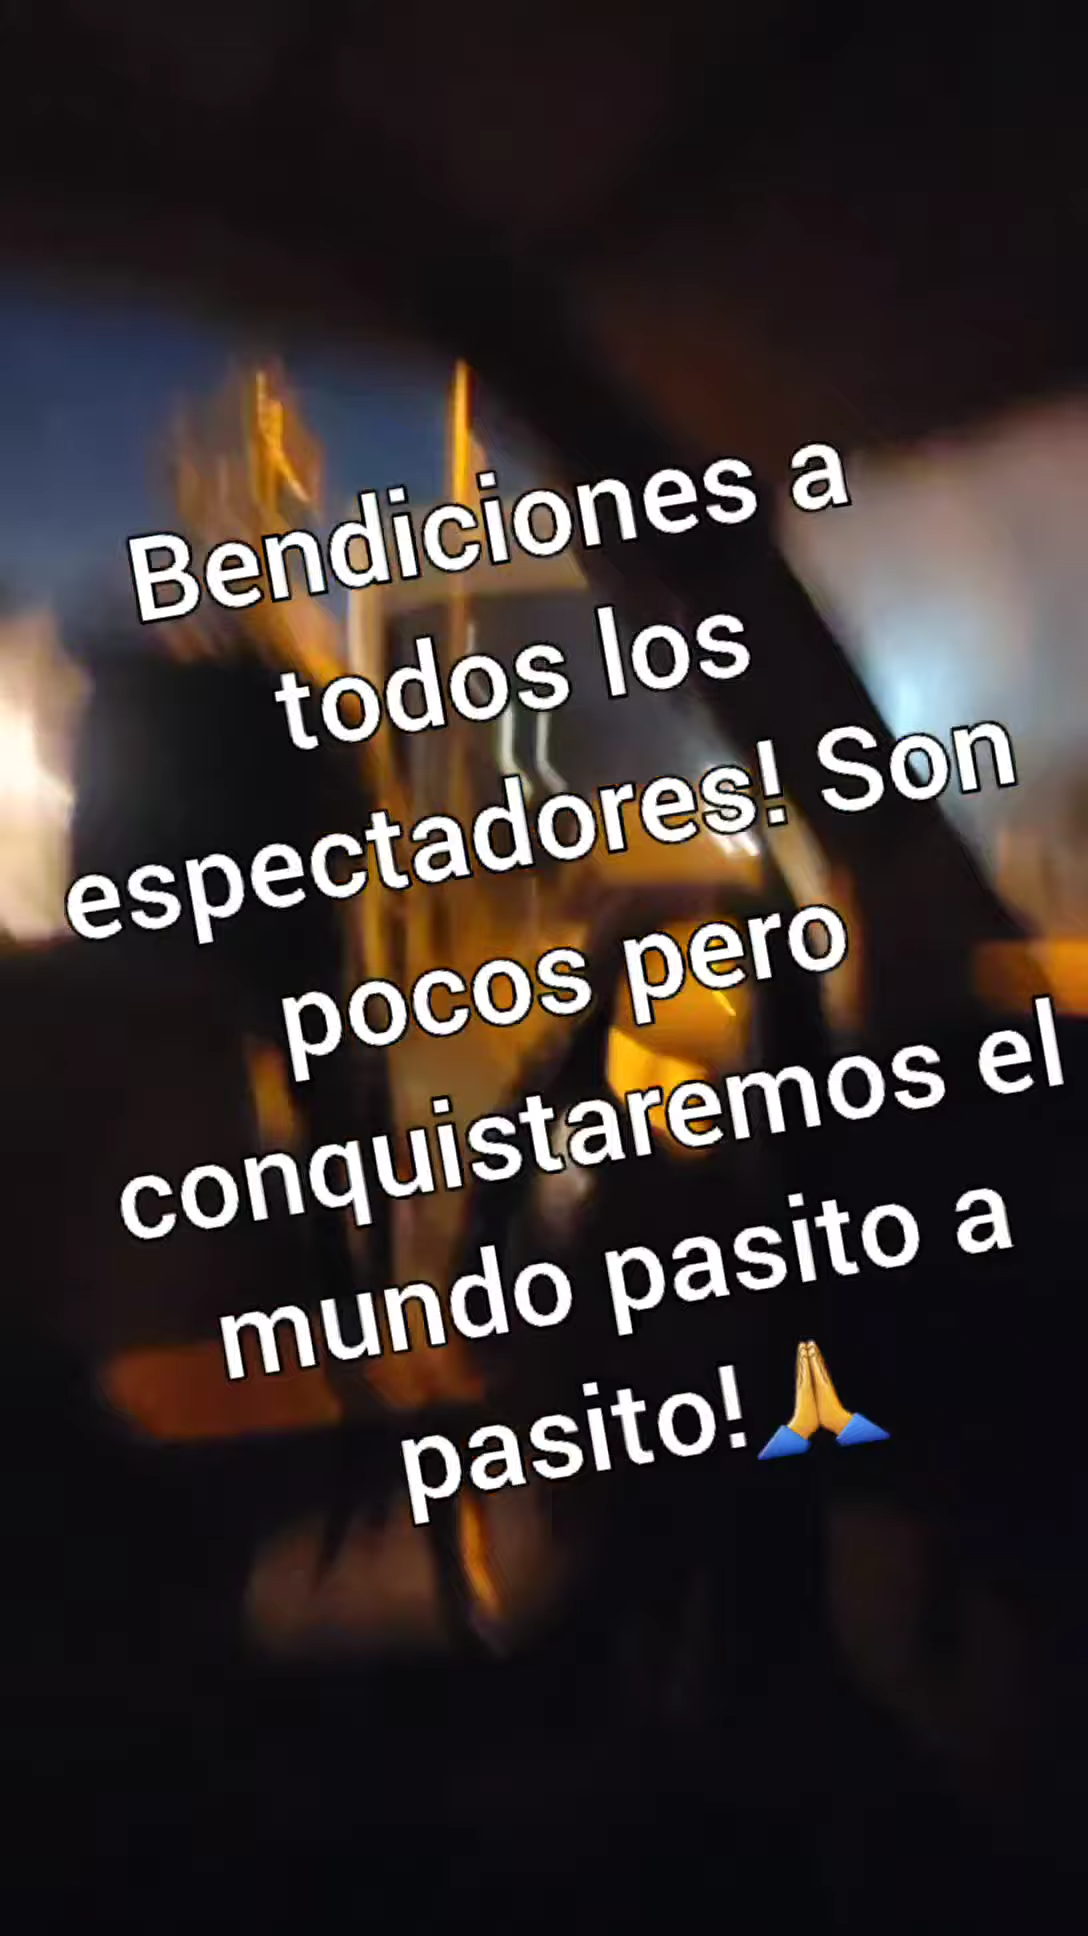 Bendiciones a
todos los
espectadores! Son
pocos pero
conquistaremos el
mundo pasito a
pasito!🙏